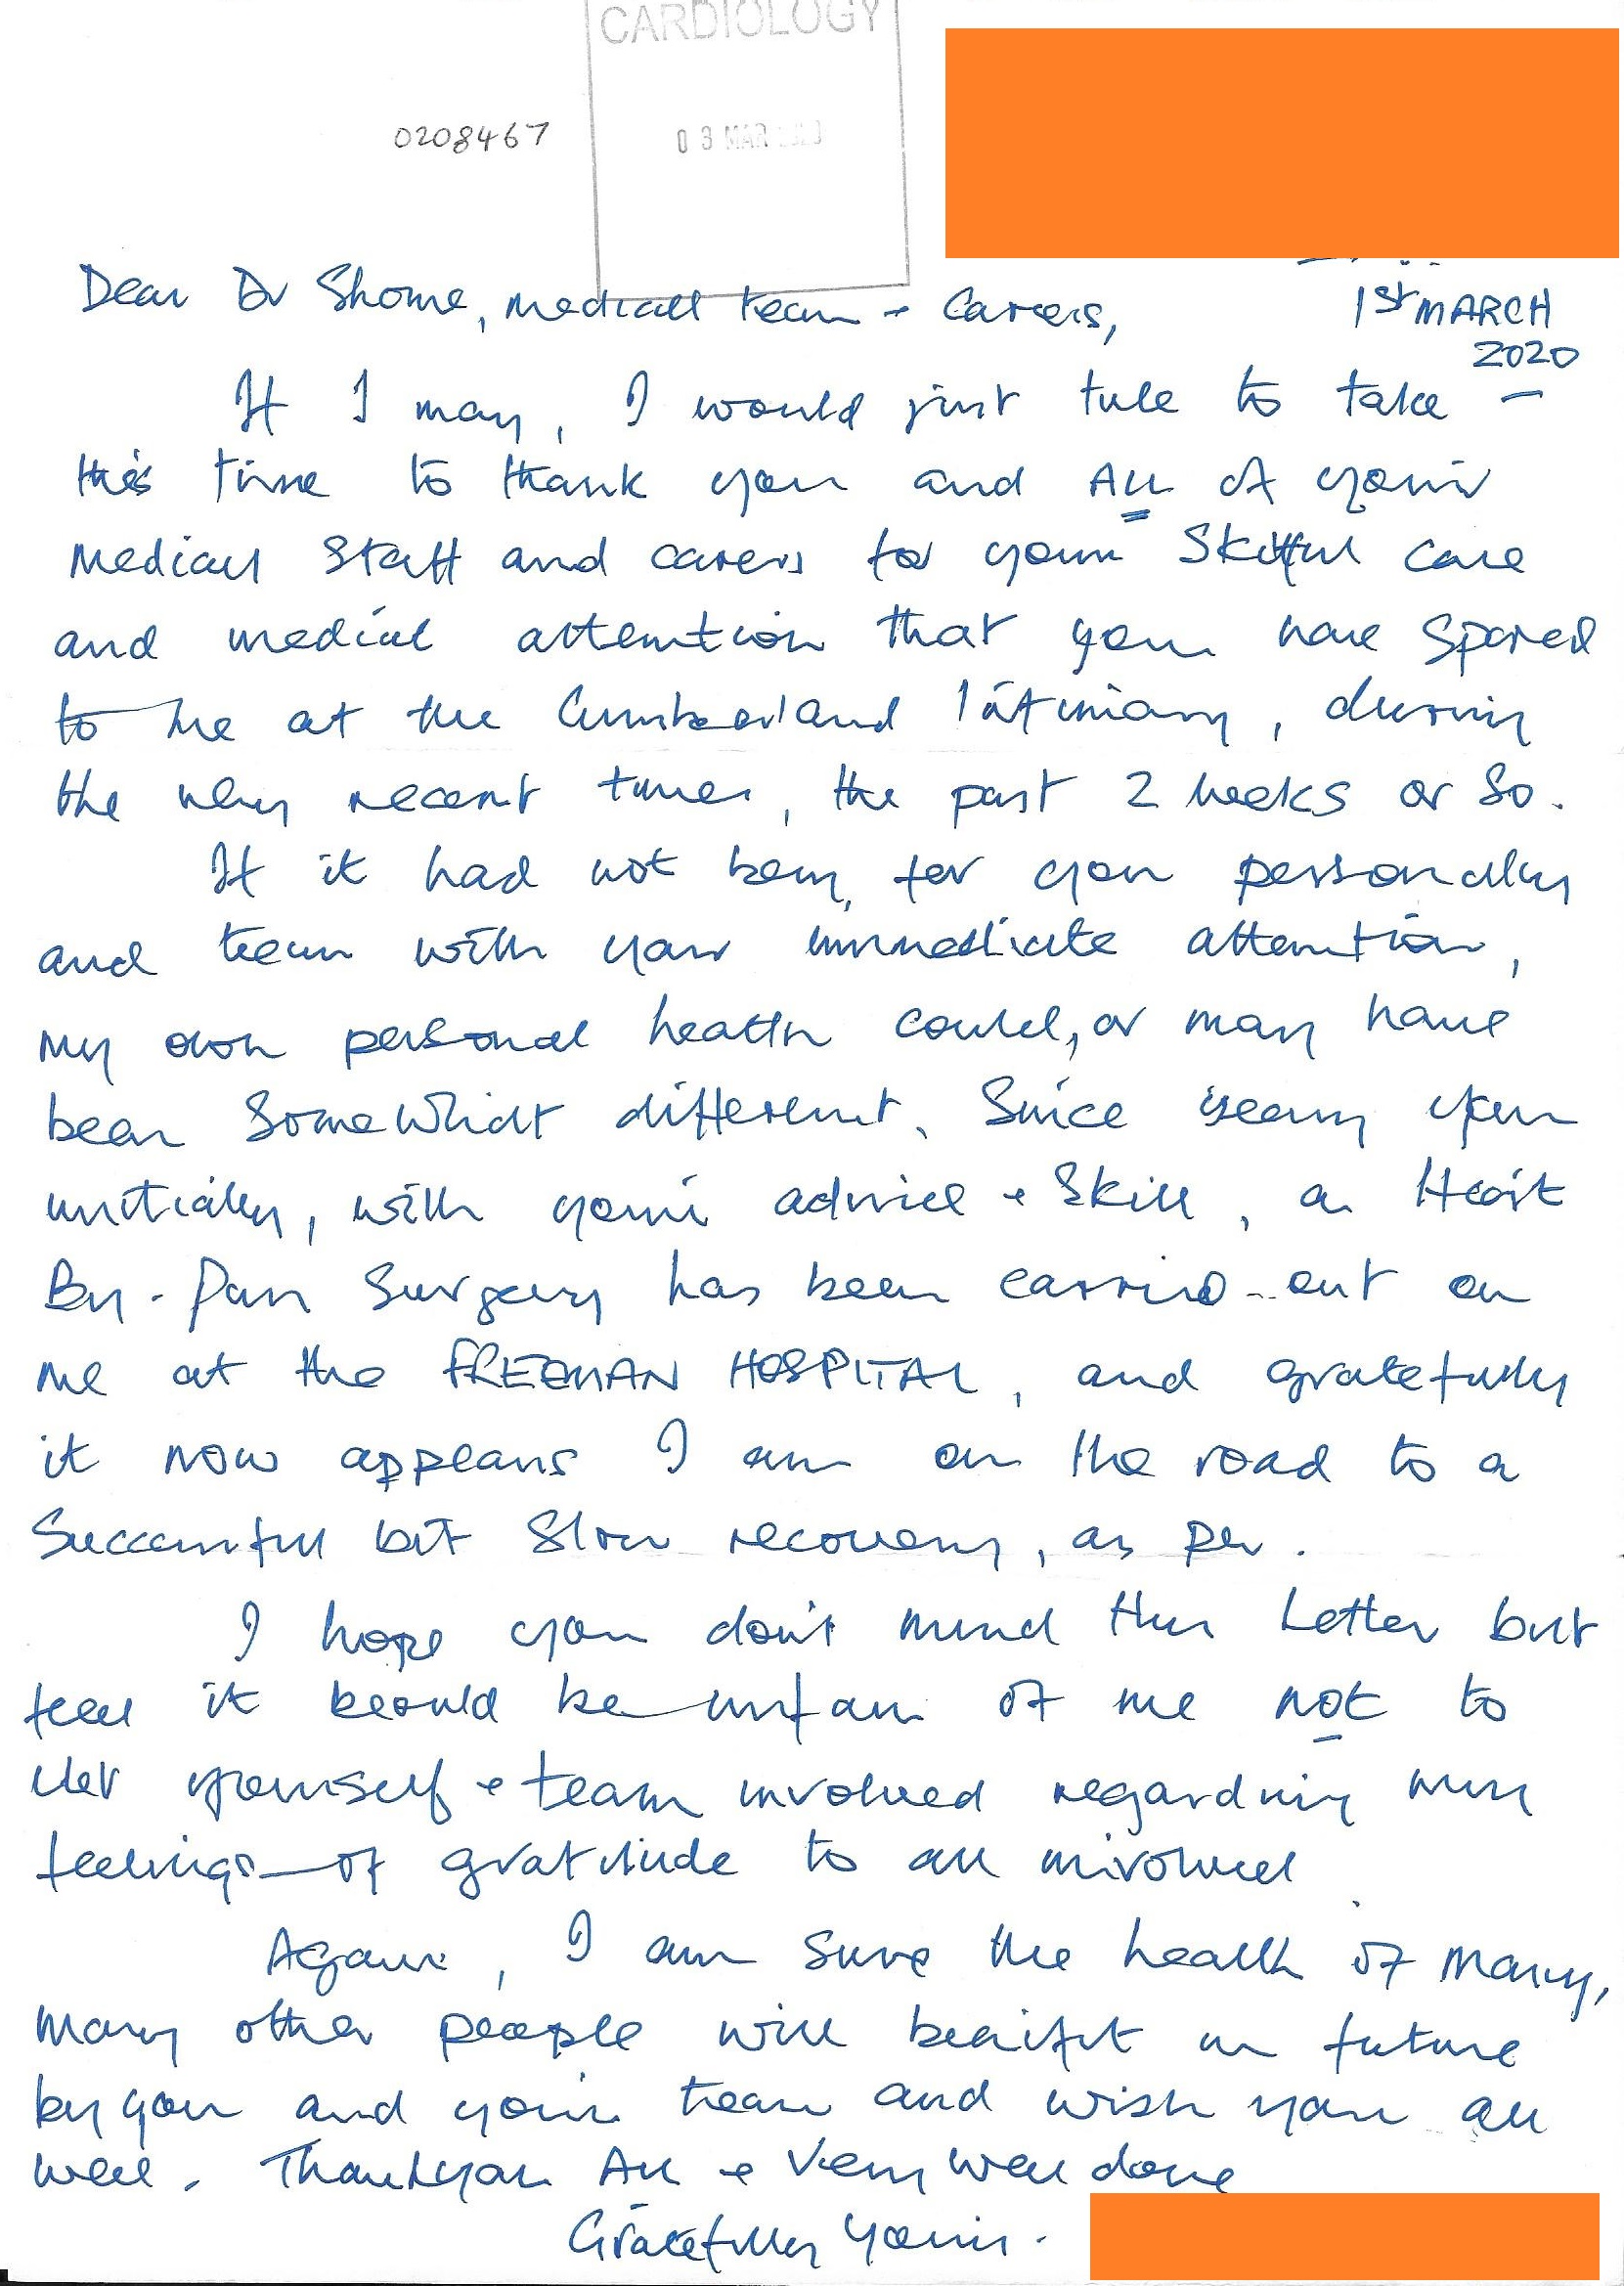 CARDIOLOGY
0208467
03 MAR
1st MARCH
2020
Dear Dr Shome, medical team + Carers,
If I may, I would just like to take
this time to thank you and All of your
Medical Staff and carers for your Skilful care
and medical attention that you have Spared
to me at the Cumberland Infirmary, during
the very recent times, the past 2 weeks or So.
If it had not been, for you personally
and team with your immediate attention,
my own personal health could, or may have
been Somewhat different. Since seeing you
initially, with your advice + Skill, a Heart
By-Pass Surgery has been carried out on
me at the FREEMAN HOSPITAL, and gratefully
it now appears I am on the road to a
Successful but Slow recovery, as per.
I hope you don't mind this Letter but
feel it would be unfair of me not to
let yourself + team involved regarding my
feelings of gratitude to all involved.
Again, I am sure the health of many,
many other people will benifit in future
by you and your team and wish you all
well. Thankyou All + Very well done
Gratefully Yours.